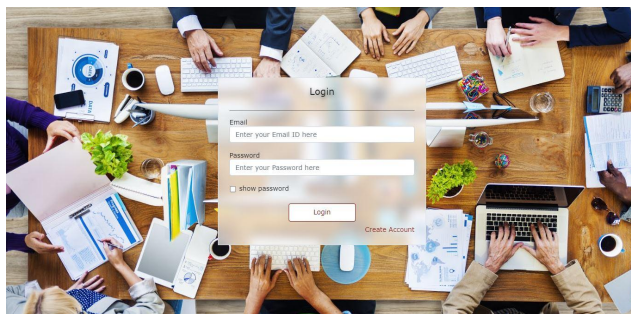 Login
Email
Enter your Email ID here
Password
Enter your Password here
show password
Login
Create Account